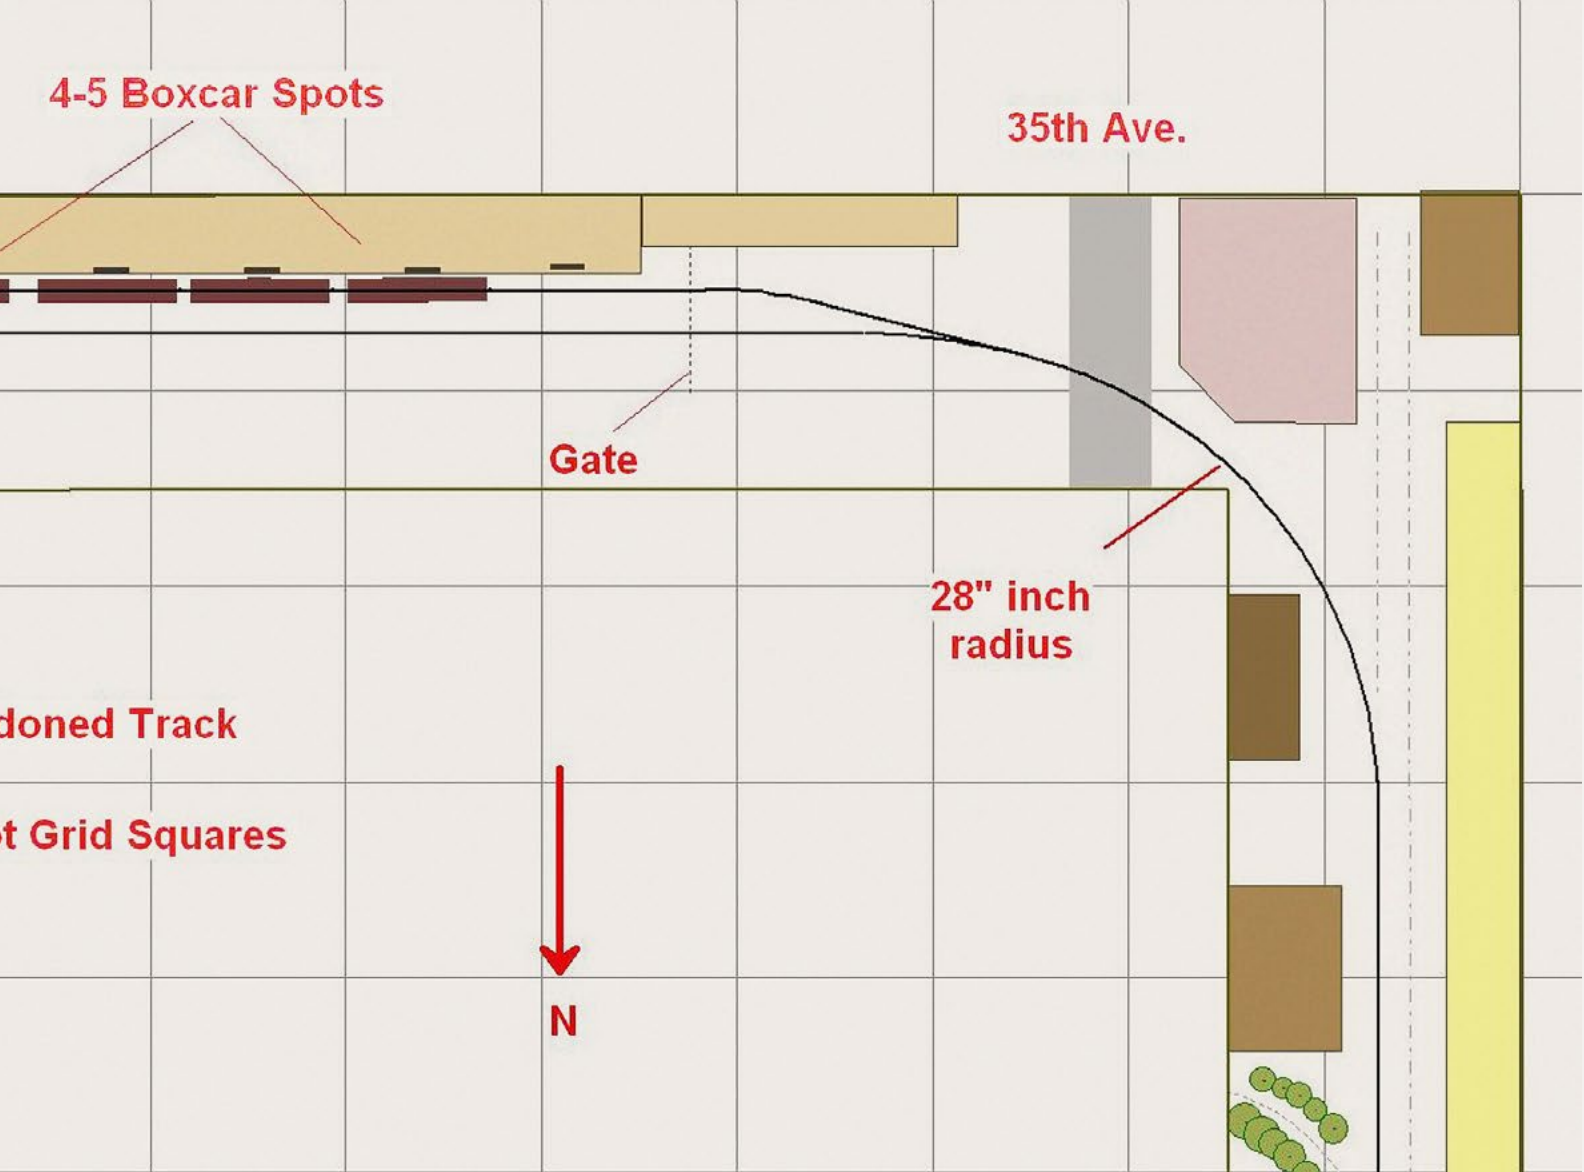 4-5 Boxcar Spots
35th Ave.
Gate
28" inch
radius
doned Track
t Grid Squares
N